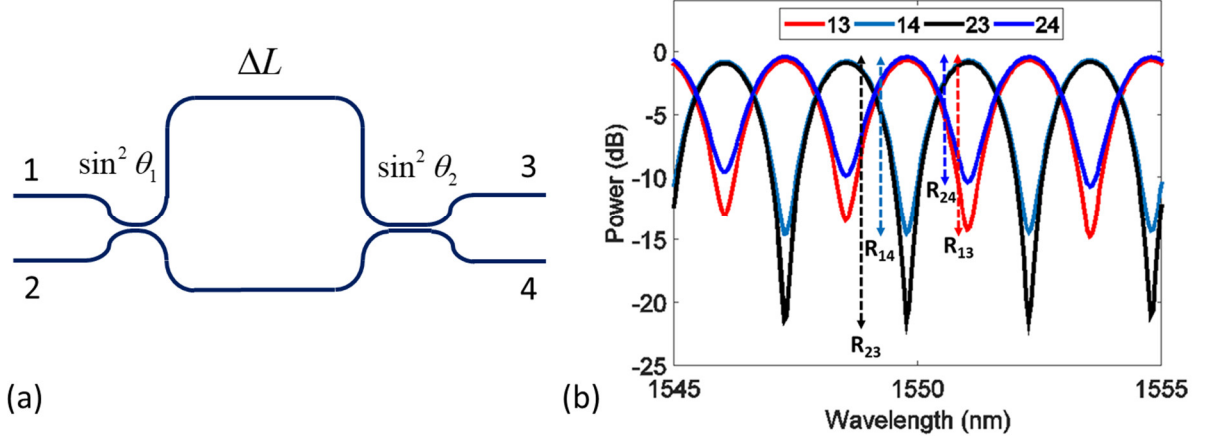 ΔL
1
sin² θ₁
sin² θ₂
3
2
4
(a)
13 14 23 24
0
-5
-10
-15
-20
-25
Power (dB)
R₂₄
R₁₄
R₁₃
R₂₃
1545
1550
1555
Wavelength (nm)
(b)